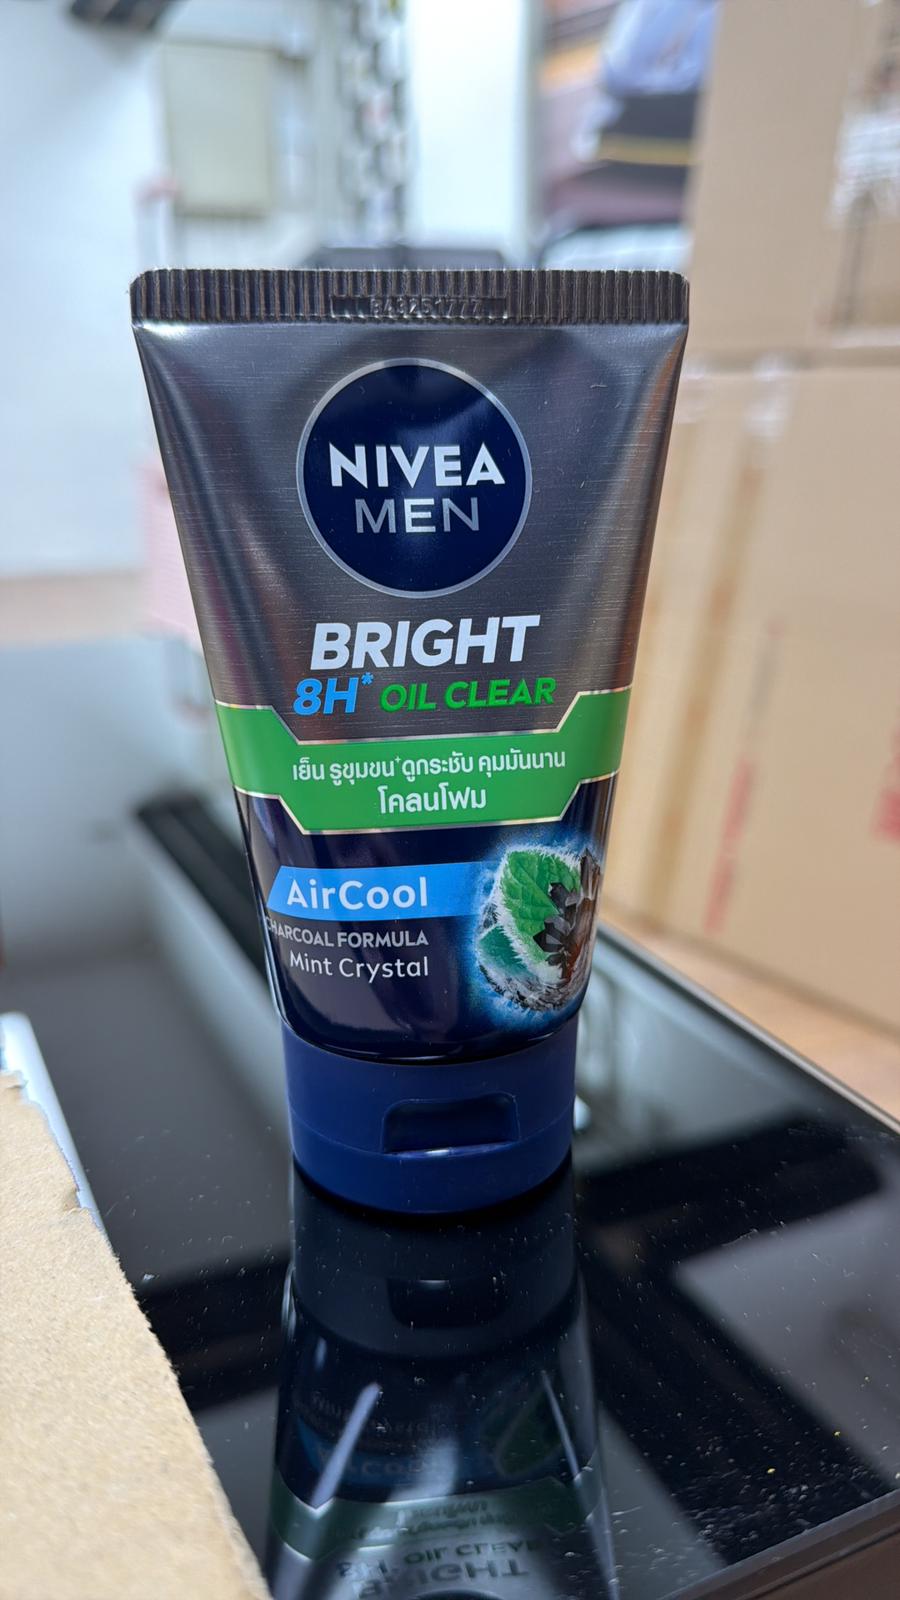 NIVEA
MEN
BRIGHT
8H* OIL CLEAR
เย็น รูขุมขน⁺ดูกระชับ คุมมันนาน
โคลนโฟม
AirCool
CHARCOAL FORMULA
Mint Crystal